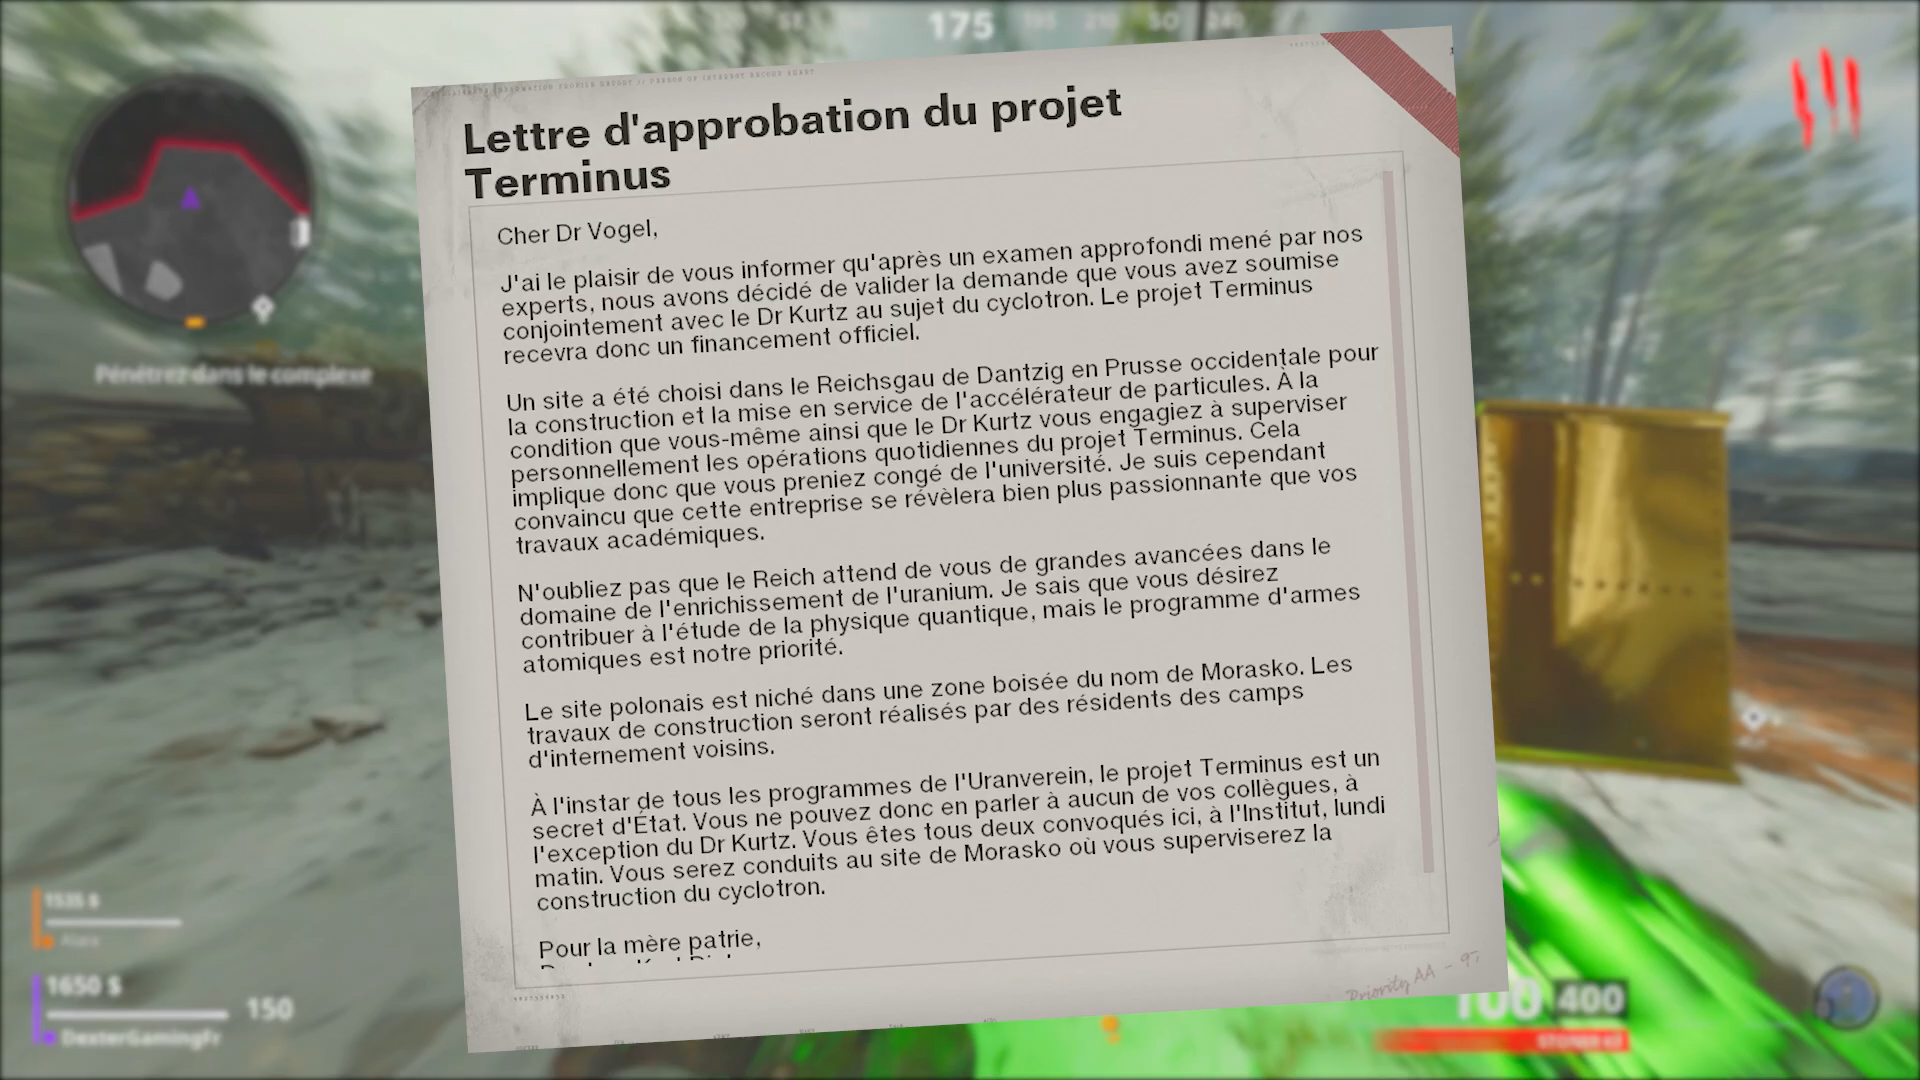 175
Lettre d'approbation du projet
Terminus
Cher Dr Vogel,
J'ai le plaisir de vous informer qu'après un examen approfondi mené par nos
experts, nous avons décidé de valider la demande que vous avez soumise
conjointement avec le Dr Kurtz au sujet du cyclotron. Le projet Terminus
recevra donc un financement officiel.
Un site a été choisi dans le Reichsgau de Dantzig en Prusse occidentale pour
la construction et la mise en service de l'accélérateur de particules. À la
condition que vous-même ainsi que le Dr Kurtz vous engagiez à superviser
personnellement les opérations quotidiennes du projet Terminus. Cela
implique donc que vous preniez congé de l'université. Je suis cependant
convaincu que cette entreprise se révèlera bien plus passionnante que vos
travaux académiques.
N'oubliez pas que le Reich attend de vous de grandes avancées dans le
domaine de l'enrichissement de l'uranium. Je sais que vous désirez
contribuer à l'étude de la physique quantique, mais le programme d'armes
atomiques est notre priorité.
Le site polonais est niché dans une zone boisée du nom de Morasko. Les
travaux de construction seront réalisés par des résidents des camps
d'internement voisins.
À l'instar de tous les programmes de l'Uranverein, le projet Terminus est un
secret d'État. Vous ne pouvez donc en parler à aucun de vos collègues, à
l'exception du Dr Kurtz. Vous êtes tous deux convoqués ici, à l'Institut, lundi
matin. Vous serez conduits au site de Morasko où vous superviserez la
construction du cyclotron.
Pour la mère patrie,
Priority AA - 95
Pénétrez dans le complexe
1535 $
1650 $
150
DexterGamingFr
100 400